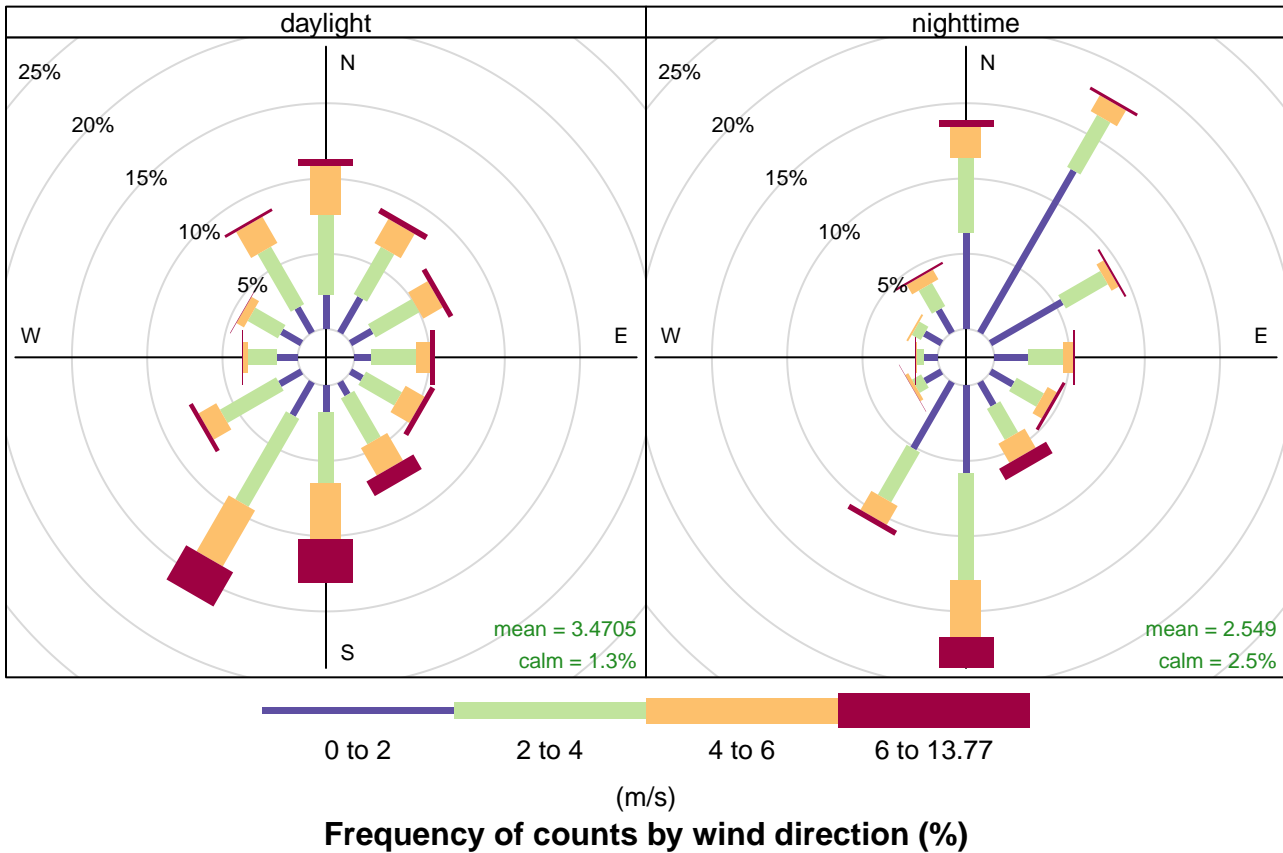 daylight
nighttime
25%
20%
15%
10%
5%
N
W
E
S
mean = 3.4705
calm = 1.3%
25%
20%
15%
10%
5%
N
W
E
mean = 2.549
calm = 2.5%
0 to 2
2 to 4
4 to 6
6 to 13.77
(m/s)
Frequency of counts by wind direction (%)